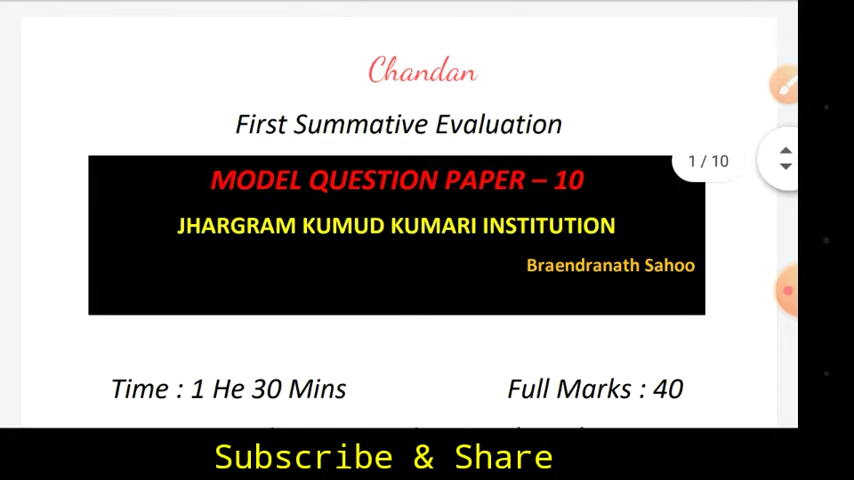 Chandan
First Summative Evaluation
MODEL QUESTION PAPER – 10
1 / 10
JHARGRAM KUMUD KUMARI INSTITUTION
Braendranath Sahoo
Time : 1 He 30 Mins Full Marks : 40
Subscribe & Share